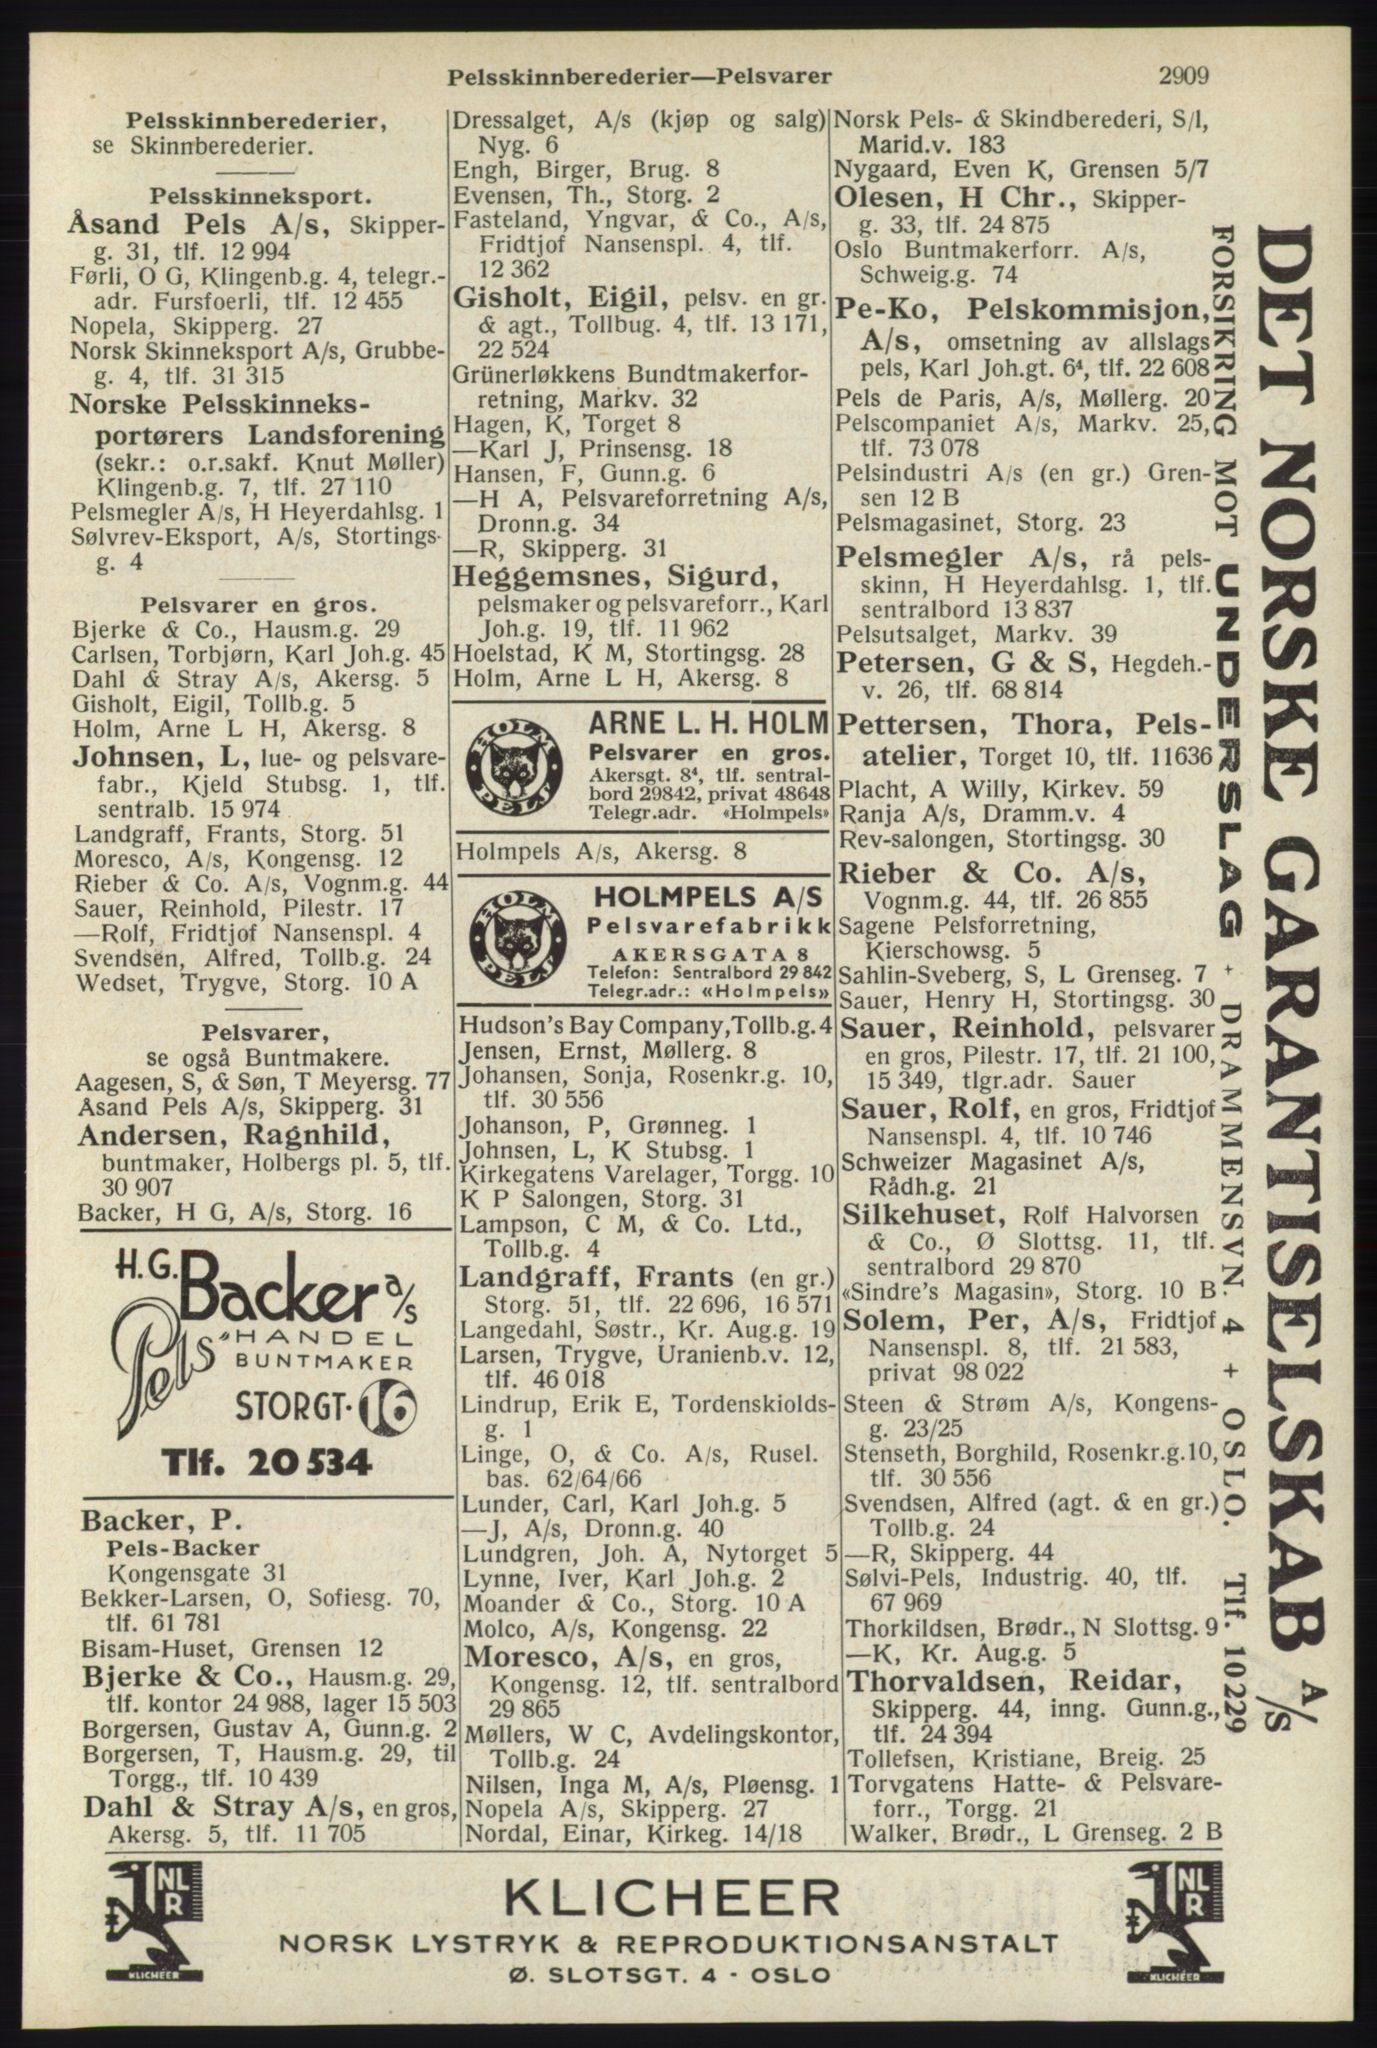 Pelsskinnberederier—Pelsvarer
2909
Pelsskinnberederier,
se Skinnberederier.
Pelsskinneksport.
Åsand Pels A/s, Skipper-
g. 31, tlf. 12 994
Førli, O G, Klingenb.g. 4, telegr.-
adr. Fursfoerli, tlf. 12 455
Nopela, Skipperg. 27
Norsk Skinneksport A/s, Grubbe-
g. 4, tlf. 31 315
Norske Pelsskinneks-
portørers Landsforening
(sekr.: o.r.sakf. Knut Møller)
Klingenb.g. 7, tlf. 27 110
Pelsmegler A/s, H Heyerdahlsg. 1
Sølvrev-Eksport, A/s, Stortings-
g. 4
Pelsvarer en gros.
Bjerke & Co., Hausm.g. 29
Carlsen, Torbjørn, Karl Joh.g. 45
Dahl & Stray A/s, Akersg. 5
Gisholt, Eigil, Tollb.g. 5
Holm, Arne L H, Akersg. 8
Johnsen, L, lue- og pelsvare-
fabr., Kjeld Stubsg. 1, tlf.
sentralb. 15 974
Landgraff, Frants, Storg. 51
Moresco, A/s, Kongensg. 12
Rieber & Co. A/s, Vognm.g. 44
Sauer, Reinhold, Pilestr. 17
—Rolf, Fridtjof Nansenspl. 4
Svendsen, Alfred, Tollb.g. 24
Wedset, Trygve, Storg. 10 A
Pelsvarer,
se også Buntmakere.
Aagesen, S, & Søn, T Meyersg. 77
Åsand Pels A/s, Skipperg. 31
Andersen, Ragnhild,
buntmaker, Holbergs pl. 5, tlf.
30 907
Backer, H G, A/s, Storg. 16
H.G. Backer A/s
Pels-HANDEL
BUNTMAKER
STORGT. 16
Tlf. 20 534
Backer, P.
Pels-Backer
Kongensgate 31
Bekker-Larsen, O, Sofiesg. 70,
tlf. 61 781
Bisam-Huset, Grensen 12
Bjerke & Co., Hausm.g. 29,
tlf. kontor 24 988, lager 15 503
Borgersen, Gustav A, Gunn.g. 2
Borgersen, T, Hausm.g. 29, til
Torgg., tlf. 10 439
Dahl & Stray A/s, en gros,
Akersg. 5, tlf. 11 705
Dressalget, A/s (kjøp og salg)
Nyg. 6
Engh, Birger, Brug. 8
Evensen, Th., Storg. 2
Fasteland, Yngvar, & Co., A/s,
Fridtjof Nansenspl. 4, tlf.
12 362
Gisholt, Eigil, pelsv. en gr.
& agt., Tollbug. 4, tlf. 13 171,
22 524
Grünerløkkens Bundtmakerfor-
retning, Markv. 32
Hagen, K, Torget 8
—Karl J, Prinsensg. 18
Hansen, F, Gunn.g. 6
—H A, Pelsvareforretning A/s,
Dronn.g. 34
—R, Skipperg. 31
Heggemsnes, Sigurd,
pelsmaker og pelsvareforr., Karl
Joh.g. 19, tlf. 11 962
Hoelstad, K M, Stortingsg. 28
Holm, Arne L H, Akersg. 8
HOLM
PELS
ARNE L. H. HOLM
Pelsvarer en gros.
Akersgt. 8⁴, tlf. sentral-
bord 29842, privat 48648
Telegr.adr. «Holmpels»
Holmpels A/s, Akersg. 8
HOLM
PELS
HOLMPELS A/S
Pelsvarefabrikk
AKERSGATA 8
Telefon: Sentralbord 29 842
Telegr.adr.: «Holmpels»
Hudson's Bay Company, Tollb.g. 4
Jensen, Ernst, Møllerg. 8
Johansen, Sonja, Rosenkr.g. 10,
tlf. 30 556
Johanson, P, Grønneg. 1
Johnsen, L, K Stubsg. 1
Kirkegatens Varelager, Torgg. 10
K P Salongen, Storg. 31
Lampson, C M, & Co. Ltd.,
Tollb.g. 4
Landgraff, Frants (en gr.)
Storg. 51, tlf. 22 696, 16 571
Langedahl, Søstr., Kr. Aug.g. 19
Larsen, Trygve, Uranienb.v. 12,
tlf. 46 018
Lindrup, Erik E, Tordenskiolds-
g. 1
Linge, O, & Co. A/s, Rusel.
bas. 62/64/66
Lunder, Carl, Karl Joh.g. 5
—J, A/s, Dronn.g. 40
Lundgren, Joh. A, Nytorget 5
Lynne, Iver, Karl Joh.g. 2
Moander & Co., Storg. 10 A
Molco, A/s, Kongensg. 22
Moresco, A/s, en gros,
Kongensg. 12, tlf. sentralbord
29 865
Møllers, W C, Avdelingskontor,
Tollb.g. 24
Nilsen, Inga M, A/s, Pløensg. 1
Nopela A/s, Skipperg. 27
Nordal, Einar, Kirkeg. 14/18
Norsk Pels- & Skindberederi, S/l,
Marid.v. 183
Nygaard, Even K, Grensen 5/7
Olesen, H Chr., Skipper-
g. 33, tlf. 24 875
Oslo Buntmakerforr. A/s,
Schweig.g. 74
Pe-Ko, Pelskommisjon,
A/s, omsetning av allslags
pels, Karl Joh.gt. 6⁴, tlf. 22 608
Pels de Paris, A/s, Møllerg. 20
Pelscompaniet A/s, Markv. 25,
tlf. 73 078
Pelsindustri A/s (en gr.) Gren-
sen 12 B
Pelsmagasinet, Storg. 23
Pelsmegler A/s, rå pels-
skinn, H Heyerdahlsg. 1, tlf.
sentralbord 13 837
Pelsutsalget, Markv. 39
Petersen, G & S, Hegdeh.-
v. 26, tlf. 68 814
Pettersen, Thora, Pels-
atelier, Torget 10, tlf. 11636
Placht, A Willy, Kirkev. 59
Ranja A/s, Dramm.v. 4
Rev-salongen, Stortingsg. 30
Rieber & Co. A/s,
Vognm.g. 44, tlf. 26 855
Sagene Pelsforretning,
Kierschowsg. 5
Sahlin-Sveberg, S, L Grenseg. 7
Sauer, Henry H, Stortingsg. 30
Sauer, Reinhold, pelsvarer
en gros, Pilestr. 17, tlf. 21 100,
15 349, tlgr.adr. Sauer
Sauer, Rolf, en gros, Fridtjof
Nansenspl. 4, tlf. 10 746
Schweizer Magasinet A/s,
Rådh.g. 21
Silkehuset, Rolf Halvorsen
& Co., Ø Slottsg. 11, tlf.
sentralbord 29 870
«Sindre's Magasin», Storg. 10 B
Solem, Per, A/s, Fridtjof
Nansenspl. 8, tlf. 21 583,
privat 98 022
Steen & Strøm A/s, Kongens-
g. 23/25
Stenseth, Borghild, Rosenkr.g. 10,
tlf. 30 556
Svendsen, Alfred (agt. & en gr.)
Tollb.g. 24
—R, Skipperg. 44
Sølvi-Pels, Industrig. 40, tlf.
67 969
Thorkildsen, Brødr., N Slottsg. 9
—K, Kr. Aug.g. 5
Thorvaldsen, Reidar,
Skipperg. 44, inng. Gunn.g.,
tlf. 24 394
Tollefsen, Kristiane, Breig. 25
Torvgatens Hatte- & Pelsvare-
forr., Torgg. 21
Walker, Brødr., L Grenseg. 2 B
DET NORSKE GARANTISELSKAB A/S
FORSIKRING MOT UNDERSLAG + DRAMMENSVN. 4 + OSLO. Tlf. 10229
NLR
KLICHEER
KLICHEER
NORSK LYSTRYK & REPRODUKTIONSANSTALT
Ø. SLOTSGT. 4 - OSLO
NLR
KLICHEER